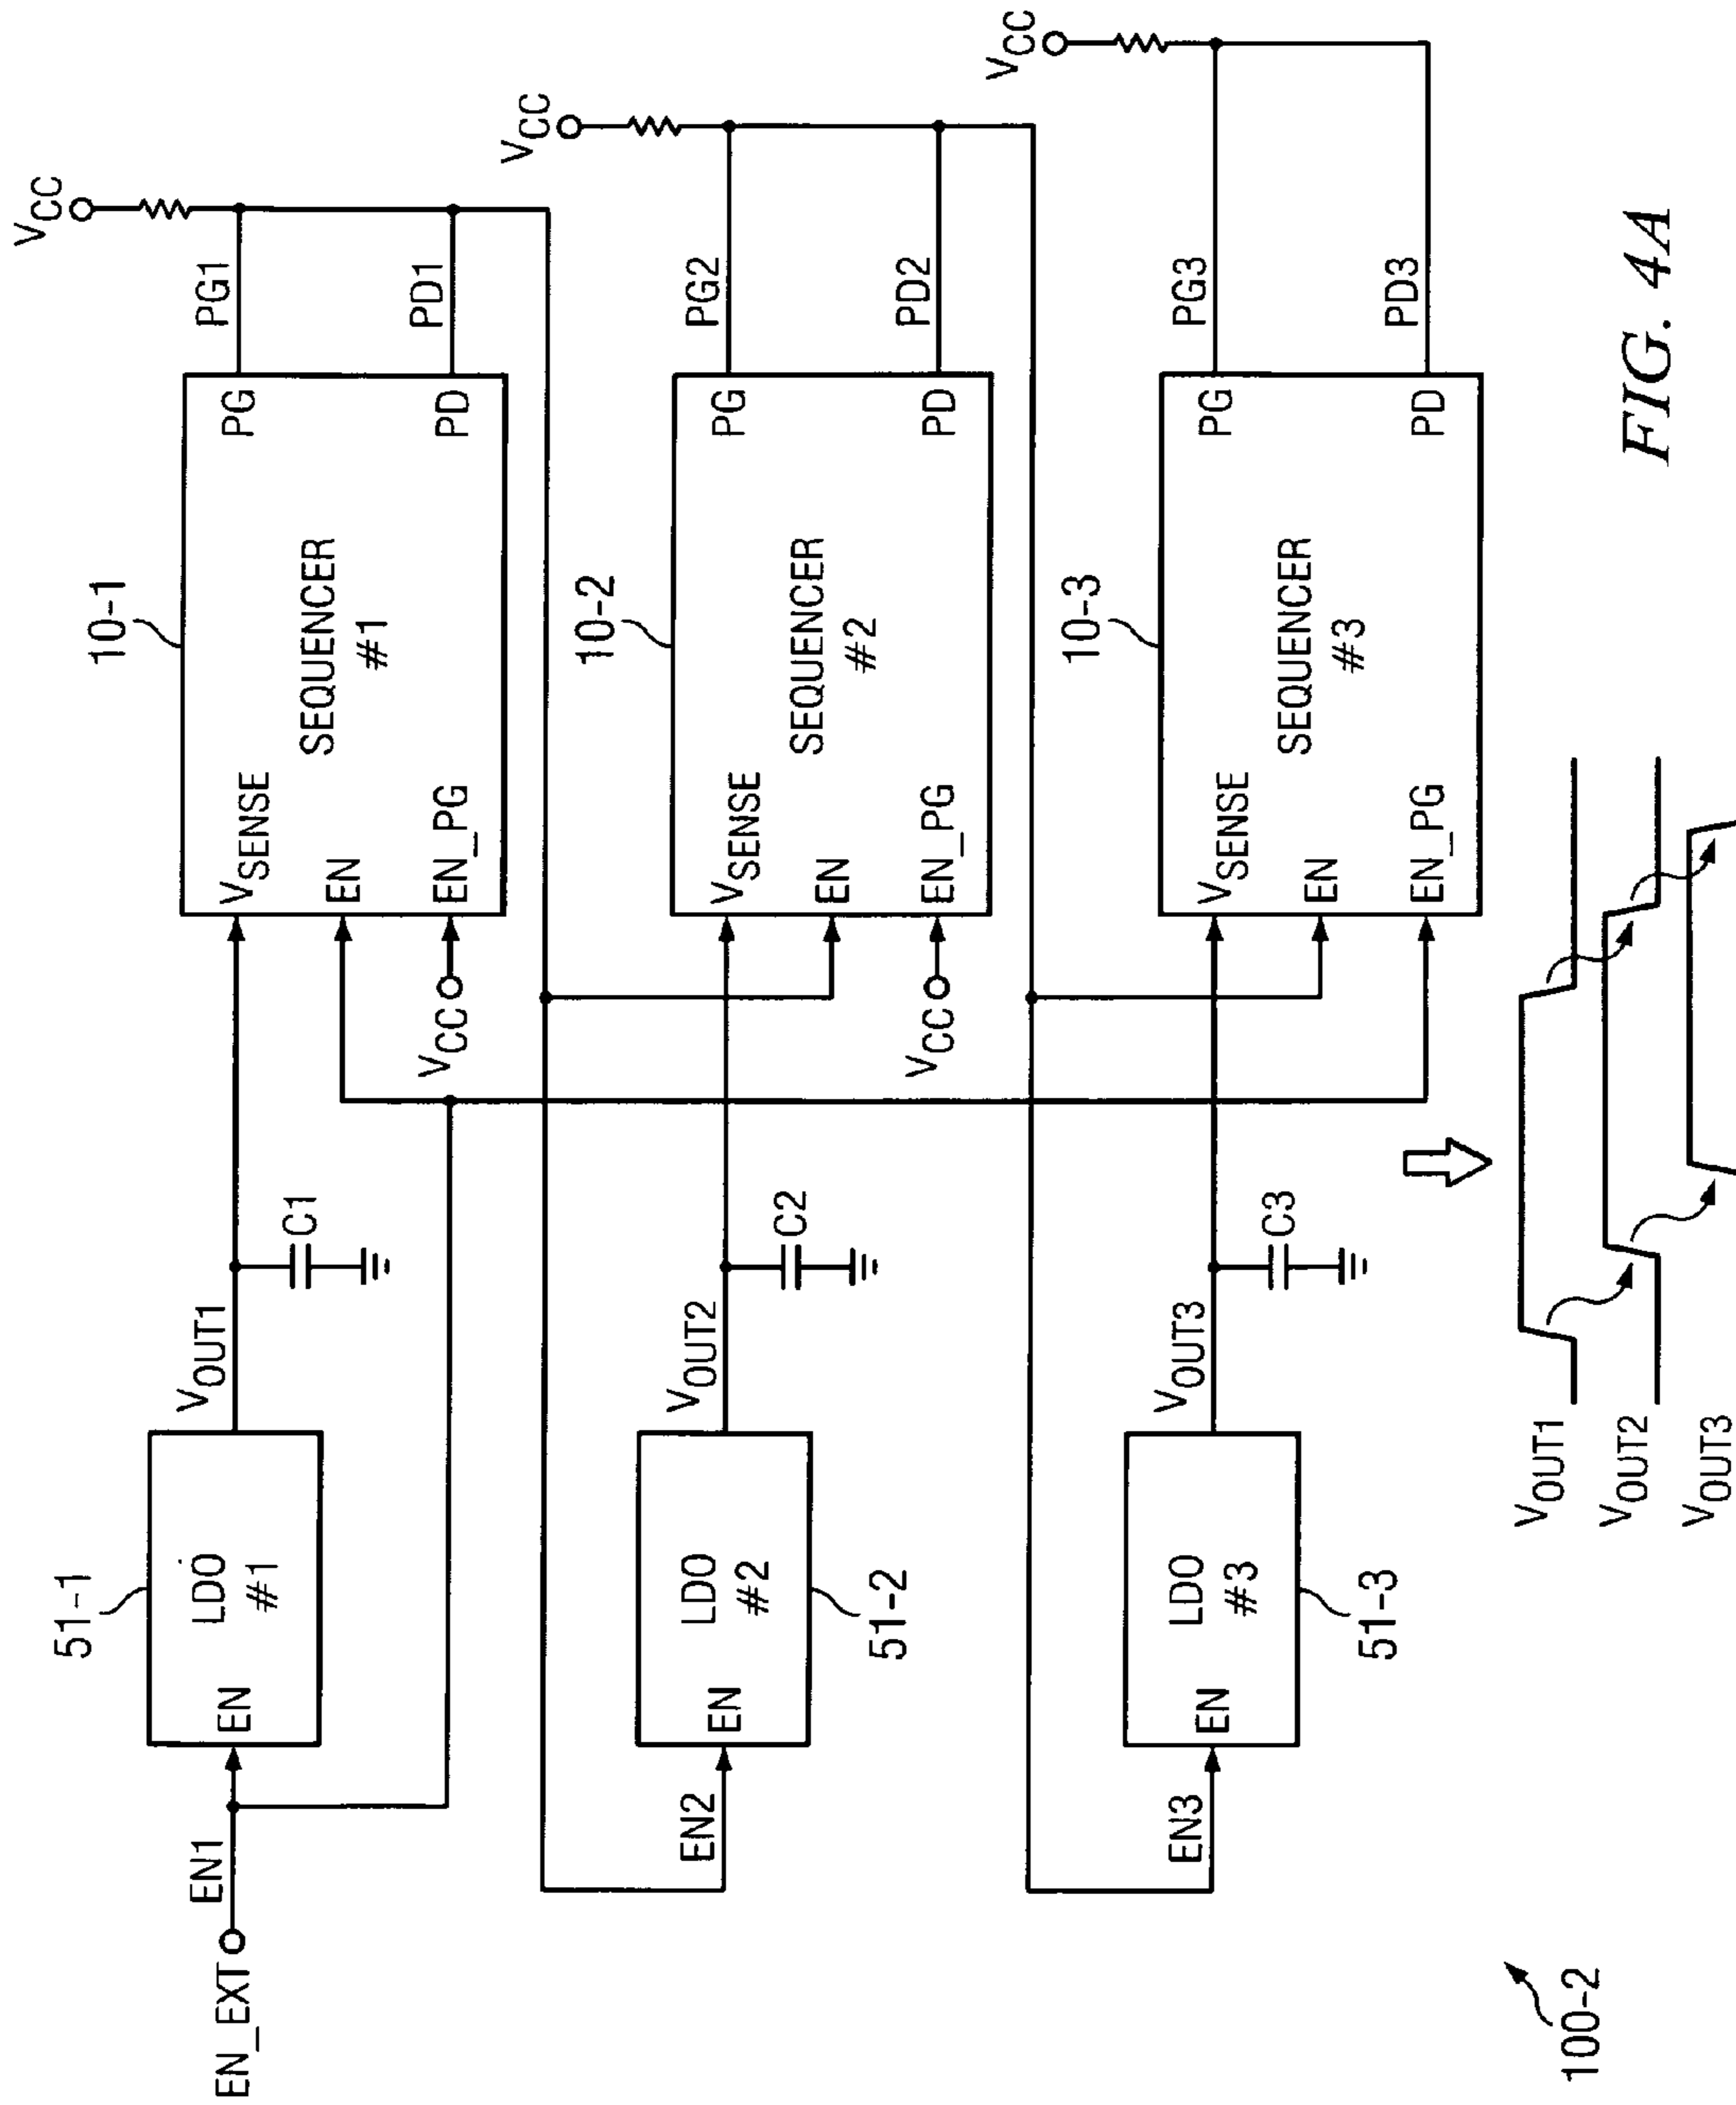 EN_EXT
EN1
51-1
LDO
#1
EN
VOUT1
C1
10-1
VSENSE
EN
EN_PG
VCC
SEQUENCER
#1
PG
PD
PG1
PD1
VCC
EN2
LDO
#2
EN
51-2
VOUT2
C2
10-2
VSENSE
EN
EN_PG
VCC
SEQUENCER
#2
PG
PD
PG2
PD2
VCC
EN3
LDO
#3
EN
51-3
VOUT3
C3
10-3
VSENSE
EN
EN_PG
SEQUENCER
#3
PG
PD
PG3
PD3
VCC
100-2
VOUT1
VOUT2
VOUT3
FIG. 4A